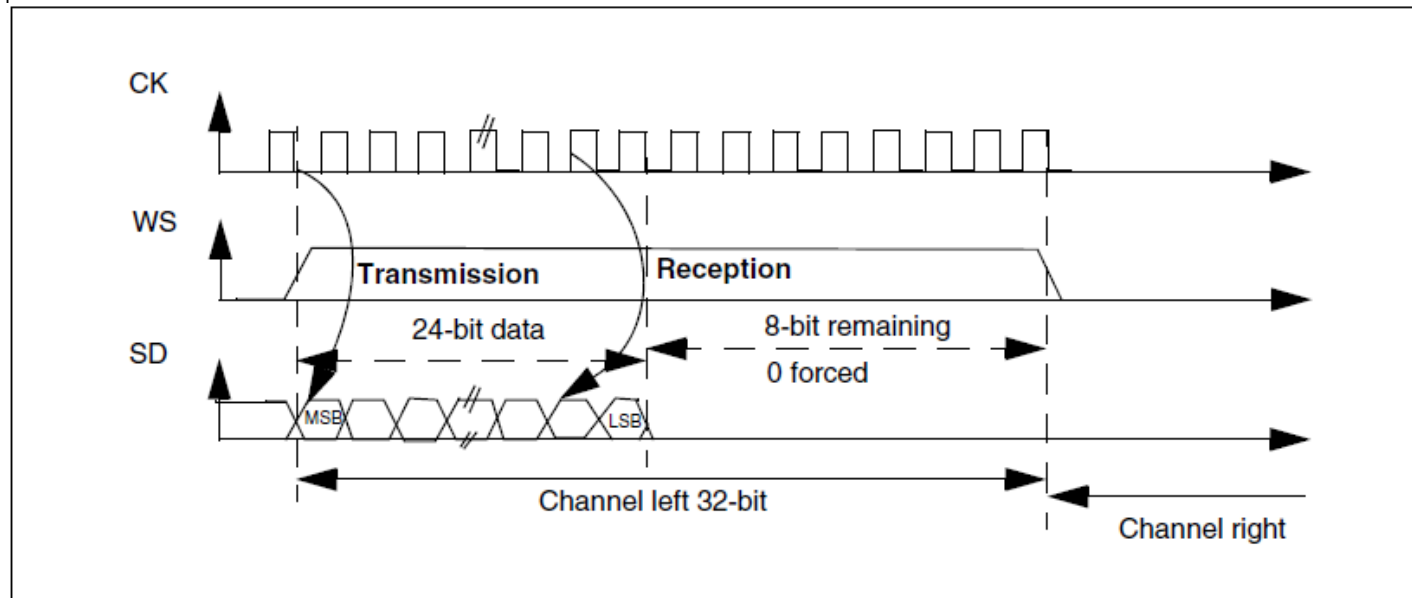 CK
WS
Transmission
Reception
24-bit data
8-bit remaining
SD
0 forced
MSB
LSB
Channel left 32-bit
Channel right